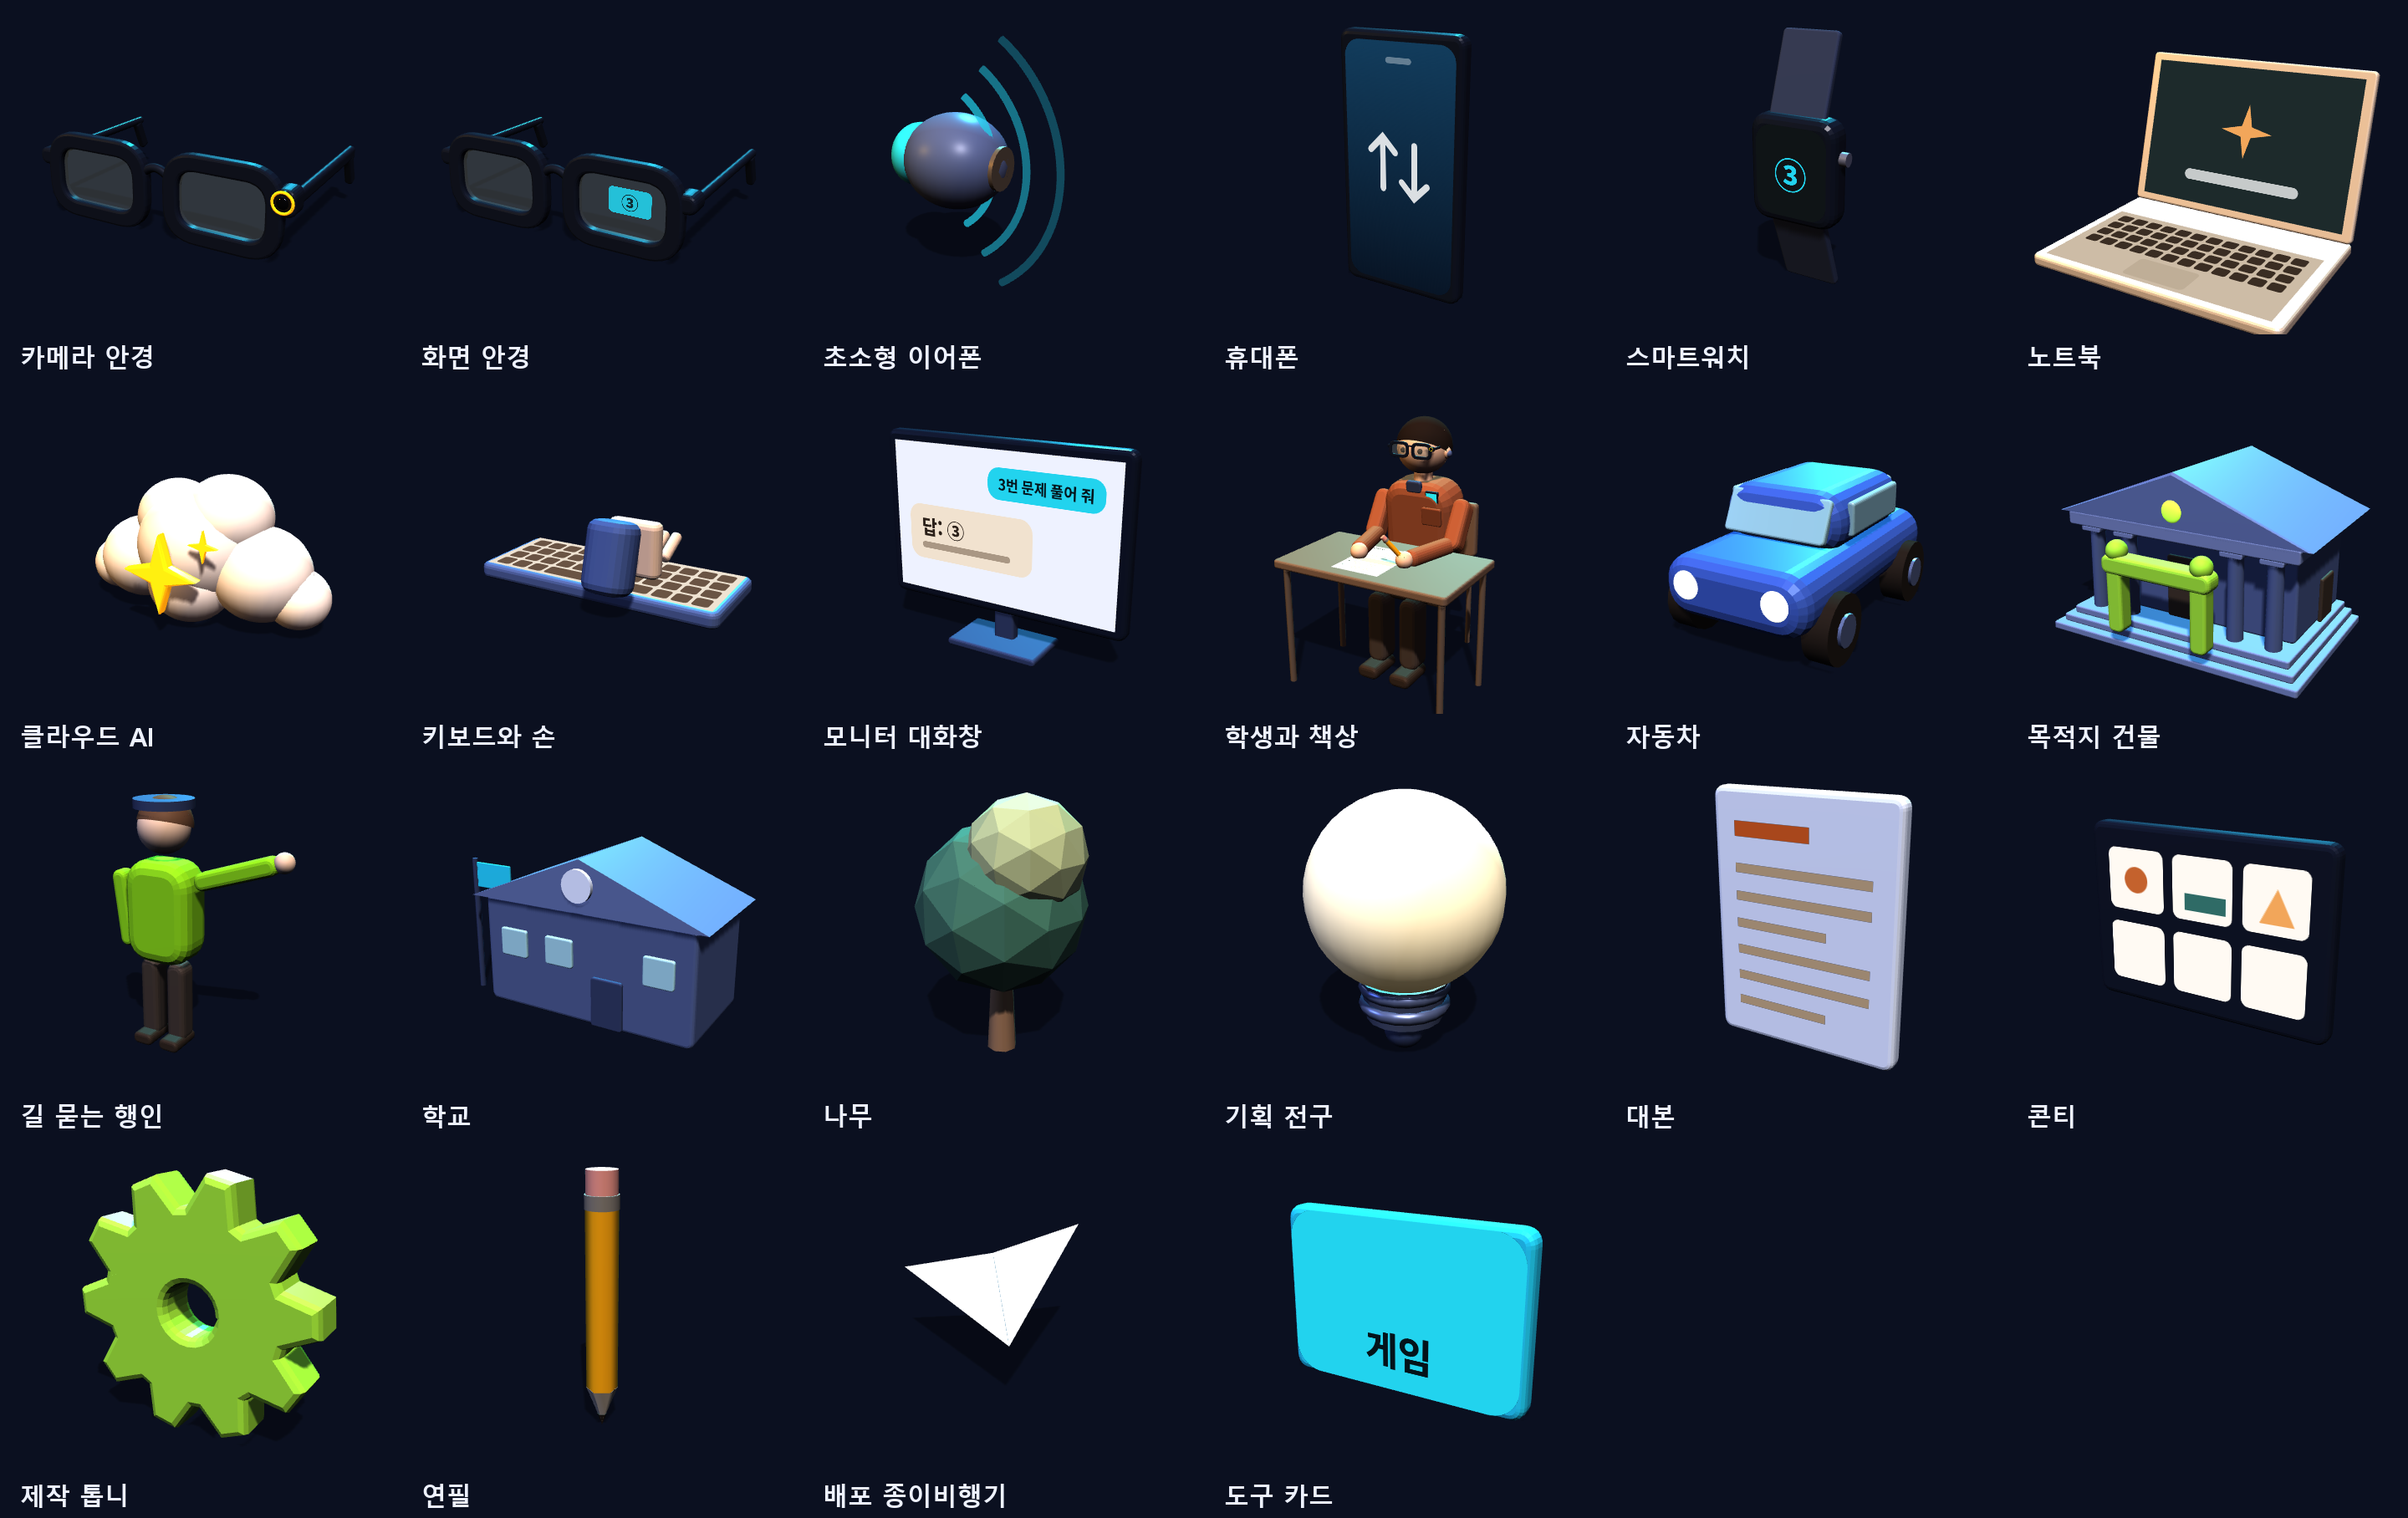 ③
③
카메라 안경
화면 안경
초소형 이어폰
휴대폰
스마트워치
노트북
3번 문제 풀어 줘
답: ③
클라우드 AI
키보드와 손
모니터 대화창
학생과 책상
자동차
목적지 건물
길 묻는 행인
학교
나무
기획 전구
대본
콘티
게임
제작 톱니
연필
배포 종이비행기
도구 카드